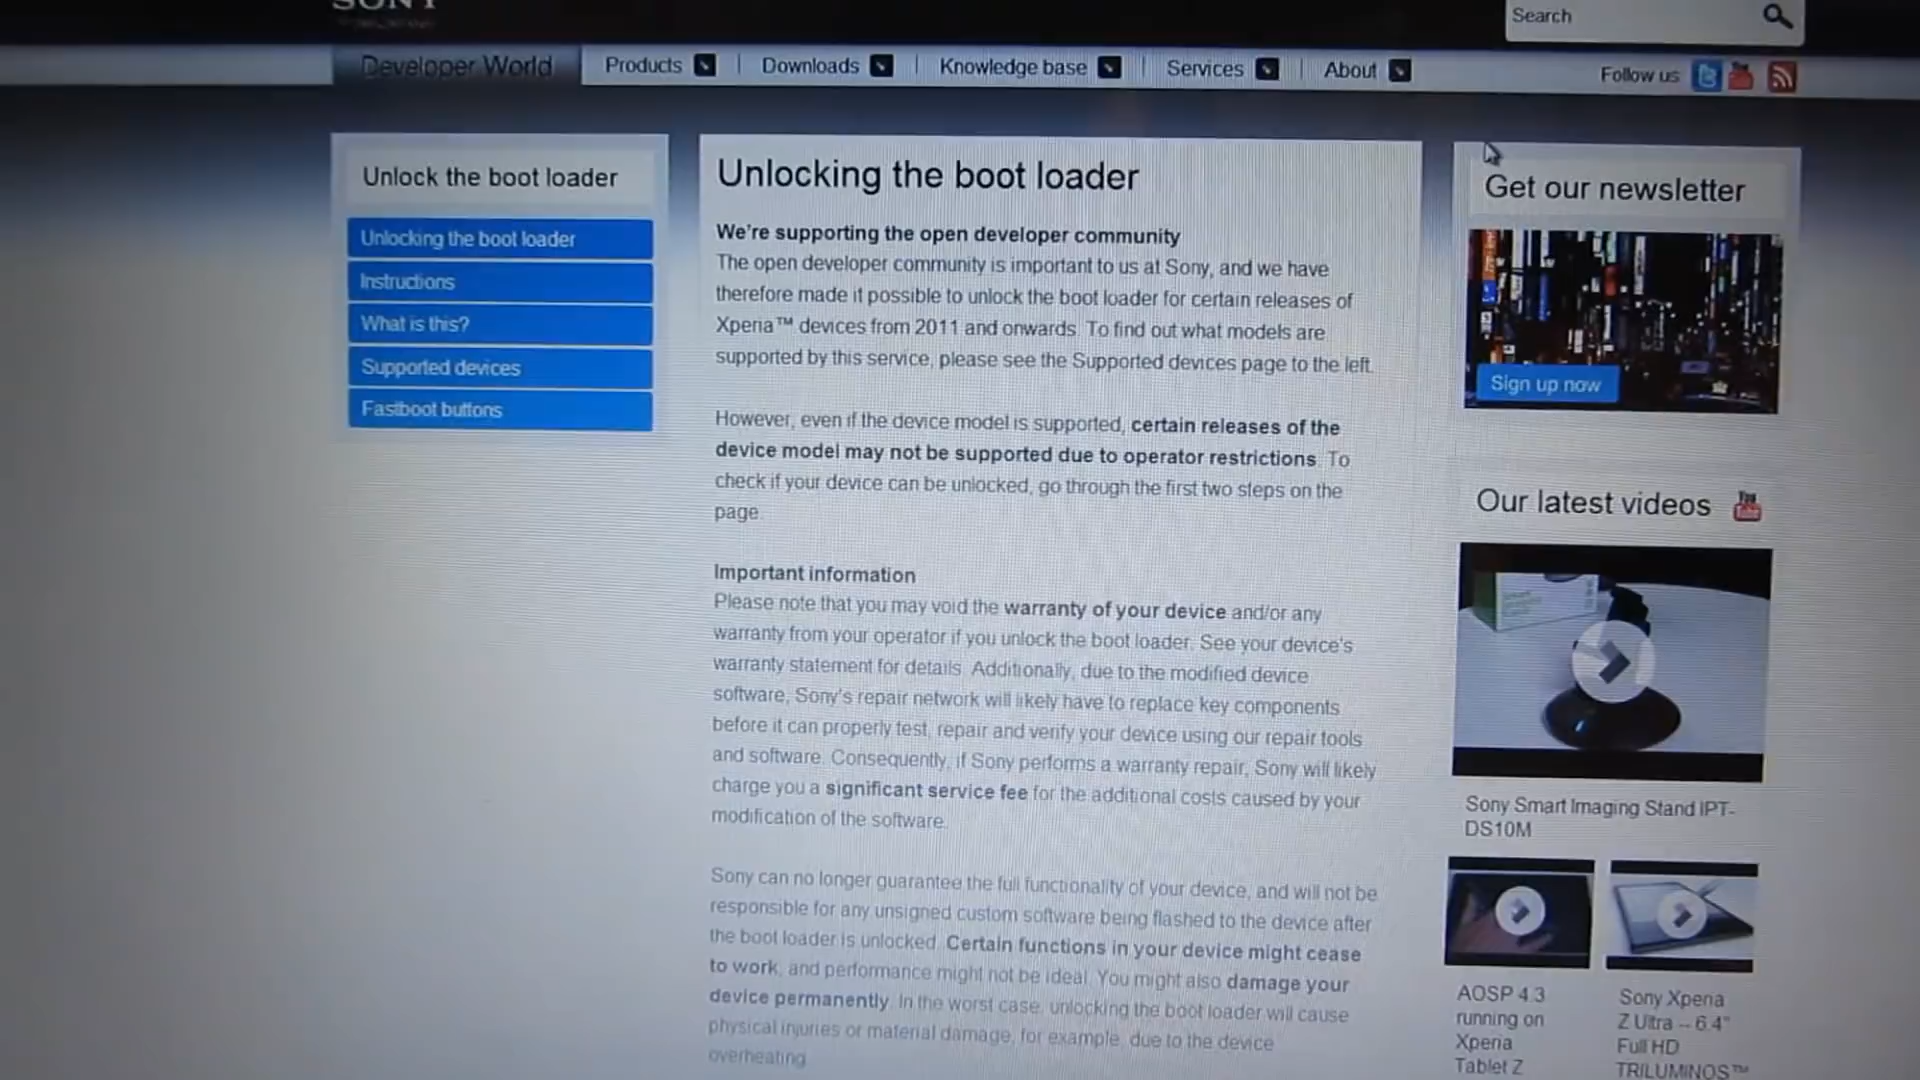 SONY
Search
Developer World
Products
Downloads
Knowledge base
Services
About
Follow us
Unlock the boot loader
Unlocking the boot loader
Instructions
What is this?
Supported devices
Fastboot buttons
Unlocking the boot loader
We're supporting the open developer community
The open developer community is important to us at Sony, and we have
therefore made it possible to unlock the boot loader for certain releases of
Xperia™ devices from 2011 and onwards. To find out what models are
supported by this service, please see the Supported devices page to the left.
However, even if the device model is supported, certain releases of the
device model may not be supported due to operator restrictions. To
check if your device can be unlocked, go through the first two steps on the
page.
Important information
Please note that you may void the warranty of your device and/or any
warranty from your operator if you unlock the boot loader. See your device's
warranty statement for details. Additionally, due to the modified device
software, Sony's repair network will likely have to replace key components
before it can properly test, repair and verify your device using our repair tools
and software. Consequently, if Sony performs a warranty repair, Sony will likely
charge you a significant service fee for the additional costs caused by your
modification of the software.
Sony can no longer guarantee the full functionality of your device, and will not be
responsible for any unsigned custom software being flashed to the device after
the boot loader is unlocked. Certain functions in your device might cease
to work, and performance might not be ideal. You might also damage your
device permanently. In the worst case, unlocking the boot loader will cause
physical injuries or material damage, for example, due to the device
overheating.
Get our newsletter
Sign up now
Our latest videos
You
Tube
Sony Smart Imaging Stand IPT-
DS10M
AOSP 4.3
running on
Xperia
Tablet Z
Sony Xperia
Z Ultra – 6.4"
Full HD
TRILUMINOS™